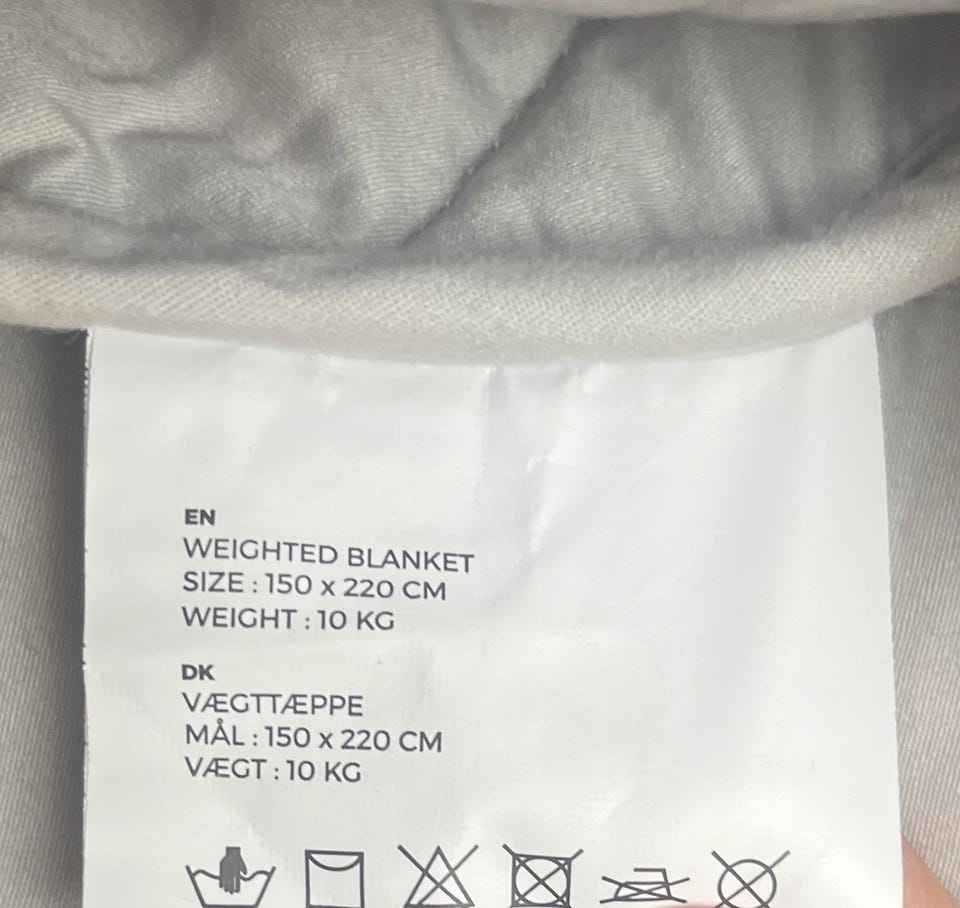 EN
WEIGHTED BLANKET
SIZE : 150 x 220 CM
WEIGHT : 10 KG
DK
VÆGTTÆPPE
MÅL : 150 x 220 CM
VÆGT : 10 KG